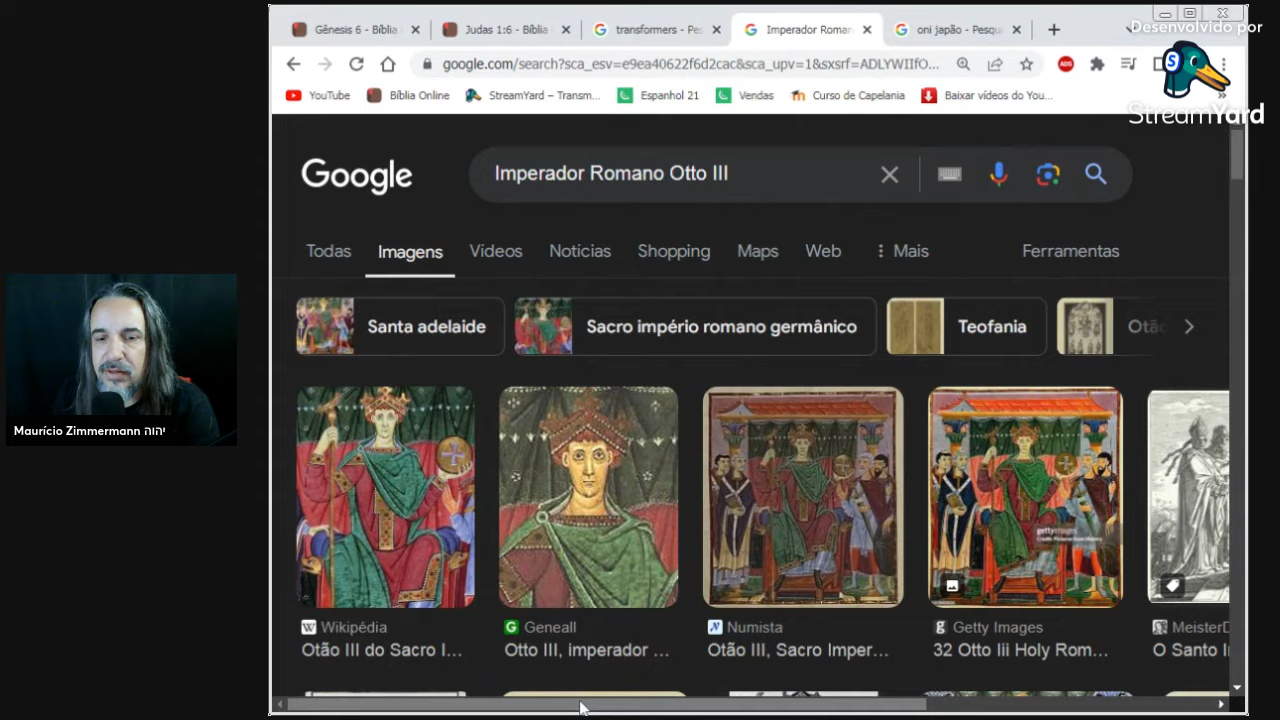 Gênesis 6 - Bíblia
Judas 1:6 - Bíblia
transformers - Pes
Imperador Roman
oni japão - Pesqui
Desenvolvido por
google.com/search?sca_esv=e9ea40622f6d2cac&sca_upv=1&sxsrf=ADLYWIIfO...
YouTube
Bíblia Online
StreamYard – Transm...
Espanhol 21
Vendas
Curso de Capelania
Baixar vídeos do You...
StreamYard
Google
Imperador Romano Otto III
Todas
Imagens
Vídeos
Notícias
Shopping
Maps
Web
Mais
Ferramentas
Santa adelaide
Sacro império romano germânico
Teofania
Otão
Maurício Zimmermann יהוה
gettyimages
Wikipédia
Geneall
Numista
Getty Images
MeisterD
Otão III do Sacro I...
Otto III, imperador ...
Otão III, Sacro Imper...
32 Otto Iii Holy Rom...
O Santo I